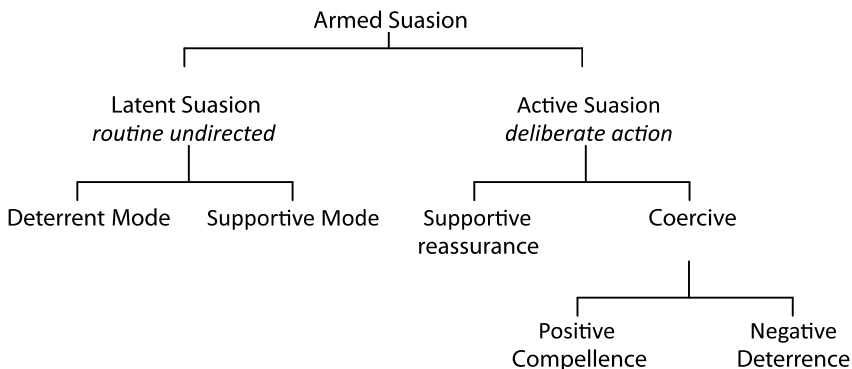 Armed Suasion
Latent Suasion
routine undirected
Active Suasion
deliberate action
Deterrent Mode
Supportive Mode
Supportive
reassurance
Coercive
Positive
Compellence
Negative
Deterrence